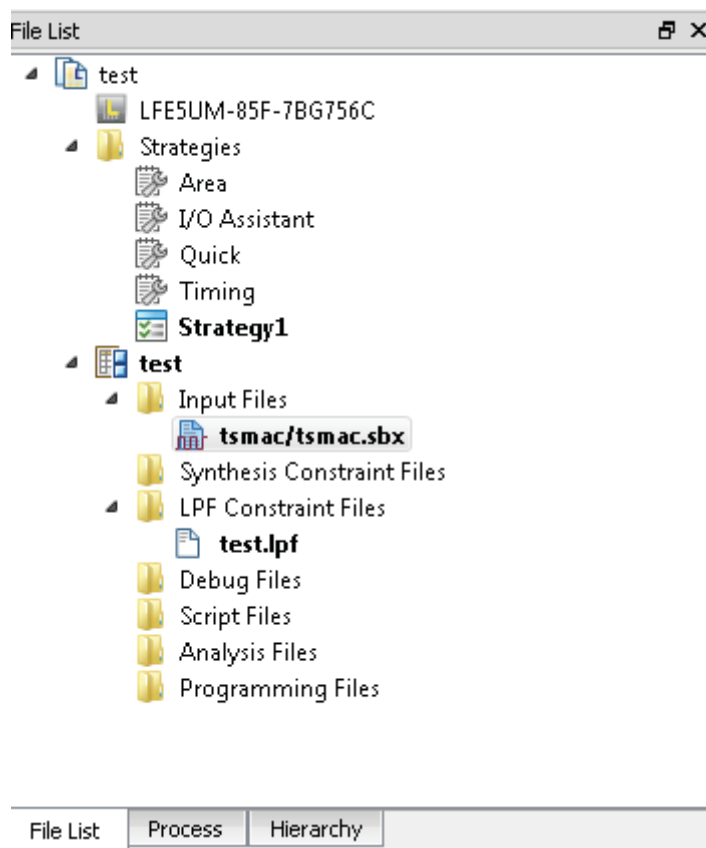 File List
test
LFE5UM-85F-7BG756C
Strategies
Area
I/O Assistant
Quick
Timing
Strategy1
test
Input Files
tsmac/tsmac.sbx
Synthesis Constraint Files
LPF Constraint Files
test.lpf
Debug Files
Script Files
Analysis Files
Programming Files
File List Process Hierarchy